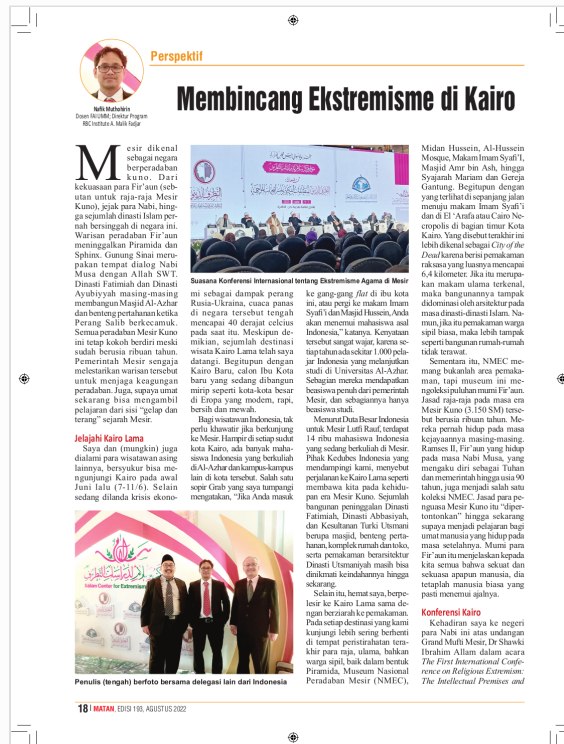 Perspektif
Nafik Muthohirin
Dosen FAI UMM; Direktur Program
RBC Institute A. Malik Fadjar
Membincang Ekstremisme di Kairo
Mesir dikenal
sebagai negara
berperadaban
kuno. Dari
kekuasaan para Fir'aun (seb-
utan untuk raja-raja Mesir
Kuno), jejak para Nabi, hing-
ga sejumlah dinasti Islam per-
nah bersinggah di negara ini.
Warisan peradaban Fir'aun
meninggalkan Piramida dan
Sphinx. Gunung Sinai meru-
pakan tempat dialog Nabi
Musa dengan Allah SWT.
Dinasti Fatimiah dan Dinasti
Ayubiyyah masing-masing
membangun Masjid Al-Azhar
dan benteng pertahanan ketika
Perang Salib berkecamuk.
Semua peradaban Mesir Kuno
ini tetap kokoh berdiri meski
sudah berusia ribuan tahun.
Pemerintah Mesir sengaja
melestarikan warisan tersebut
untuk menjaga keagungan
peradaban. Juga, supaya umat
sekarang bisa mengambil
pelajaran dari sisi "gelap dan
terang" sejarah Mesir.
Jelajahi Kairo Lama
Saya dan (mungkin) juga
dialami para wisatawan asing
lainnya, bersyukur bisa me-
ngunjungi Kairo pada awal
Juni lalu (7-11/6). Selain
sedang dilanda krisis ekono-
Suasana Konferensi Internasional tentang Ekstremisme Agama di Mesir
mi sebagai dampak perang
Rusia-Ukraina, cuaca panas
di negara tersebut tengah
mencapai 40 derajat celcius
pada saat itu. Meskipun de-
mikian, sejumlah destinasi
wisata Kairo Lama telah saya
datangi. Begitupun dengan
Kairo Baru, calon Ibu Kota
baru yang sedang dibangun
mirip seperti kota-kota besar
di Eropa yang modern, rapi,
bersih dan mewah.
Bagi wisatawan Indonesia, tak
perlu khawatir jika berkunjung
ke Mesir. Hampir di setiap sudut
kota Kairo, ada banyak maha-
siswa Indonesia yang berkuliah
di Al-Azhar dan kampus-kampus
lain di kota tersebut. Salah satu
sopir Grab yang saya tumpangi
mengatakan, "Jika Anda masuk
ke gang-gang flat di ibu kota
ini, atau pergi ke makam Imam
Syafi'i dan Masjid Hussein, Anda
akan menemui mahasiswa asal
Indonesia," katanya. Kenyataan
tersebut sangat wajar, karena se-
tiap tahun ada sekitar 1.000 pela-
jar Indonesia yang melanjutkan
studi di Universitas Al-Azhar.
Sebagian mereka mendapatkan
beasiswa penuh dari pemerintah
Mesir, dan sebagiannya hanya
beasiswa studi.
Menurut Duta Besar Indonesia
untuk Mesir Lutfi Rauf, terdapat
14 ribu mahasiswa Indonesia
yang sedang berkuliah di Mesir.
Pihak Kedubes Indonesia yang
mendampingi kami, menyebut
perjalanan ke Kairo Lama seperti
membawa kita pada kehidu-
pan era Mesir Kuno. Sejumlah
bangunan peninggalan Dinasti
Fatimiah, Dinasti Abbasiyah,
dan Kesultanan Turki Utsmani
berupa masjid, benteng perta-
hanan, komplek rumah dan toko,
serta pemakaman berarsitektur
Dinasti Utsmaniyah masih bisa
dinikmati keindahannya hingga
sekarang.
Selain itu, hemat saya, berpe-
lesir ke Kairo Lama sama de-
ngan berziarah ke pemakaman.
Pada setiap destinasi yang kami
kunjungi lebih sering berhenti
di tempat peristirahatan tera-
khir para raja, ulama, bahkan
warga sipil, baik dalam bentuk
Piramida, Museum Nasional
Peradaban Mesir (NMEC),
Midan Hussein, Al-Hussein
Mosque, Makam Imam Syafi'I,
Masjid Amr bin Ash, hingga
Syajarah Mariam dan Gereja
Gantung. Begitupun dengan
yang terlihat di sepanjang jalan
menuju makam Imam Syafi'i
dan di El 'Arafa atau Cairo Ne-
cropolis di bagian timur Kota
Kairo. Yang disebut terakhir ini
lebih dikenal sebagai City of the
Dead karena berisi pemakaman
raksasa yang luasnya mencapai
6,4 kilometer. Jika itu merupa-
kan makam ulama terkenal,
maka bangunannya tampak
didominasi oleh arsitektur pada
masa dinasti-dinasti Islam. Na-
mun, jika itu pemakaman warga
sipil biasa, maka lebih tampak
seperti bangunan rumah-rumah
tidak terawat.
Sementara itu, NMEC me-
mang bukanlah area pemaka-
man, tapi museum ini me-
ngoleksi puluhan mumi Fir'aun.
Jasad raja-raja pada masa era
Mesir Kuno (3.150 SM) terse-
but berusia ribuan tahun. Me-
reka pernah hidup pada masa
kejayaannya masing-masing.
Ramses II, Fir'aun yang hidup
pada masa Nabi Musa, yang
mengaku diri sebagai Tuhan
dan memerintah hingga usia 90
tahun, juga menjadi salah satu
koleksi NMEC. Jasad para pe-
nguasa Mesir Kuno itu "diper-
tontonkan" hingga sekarang
supaya menjadi pelajaran bagi
umat manusia yang hidup pada
masa setelahnya. Mumi para
Fir'aun itu menjelaskan kepada
kita semua bahwa sekuat dan
sekuasa apapun manusia, dia
tetaplah manusia biasa yang
pasti menemui ajalnya.
Konferensi Kairo
Kehadiran saya ke negeri
para Nabi ini atas undangan
Grand Mufti Mesir, Dr Shawki
Ibrahim Allam dalam acara
The First International Confe-
rence on Religious Extremism:
The Intellectual Premises and
Salam Center for Extremism
Penulis (tengah) berfoto bersama delegasi lain dari Indonesia
18 | MATAN, EDISI 193, AGUSTUS 2022